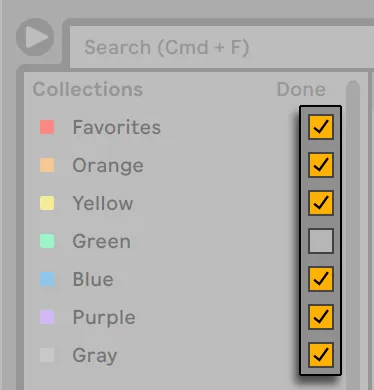 Search (Cmd + F)
Collections Done
Favorites
Orange
Yellow
Green
Blue
Purple
Gray